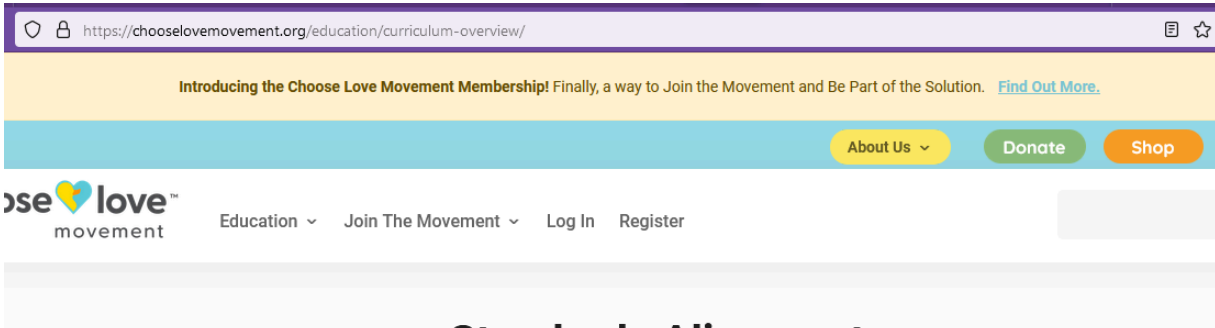 https://chooselovemovement.org/education/curriculum-overview/
Introducing the Choose Love Movement Membership! Finally, a way to Join the Movement and Be Part of the Solution. Find Out More.
About Us Donate Shop
love™
movement
Education Join The Movement Log In Register